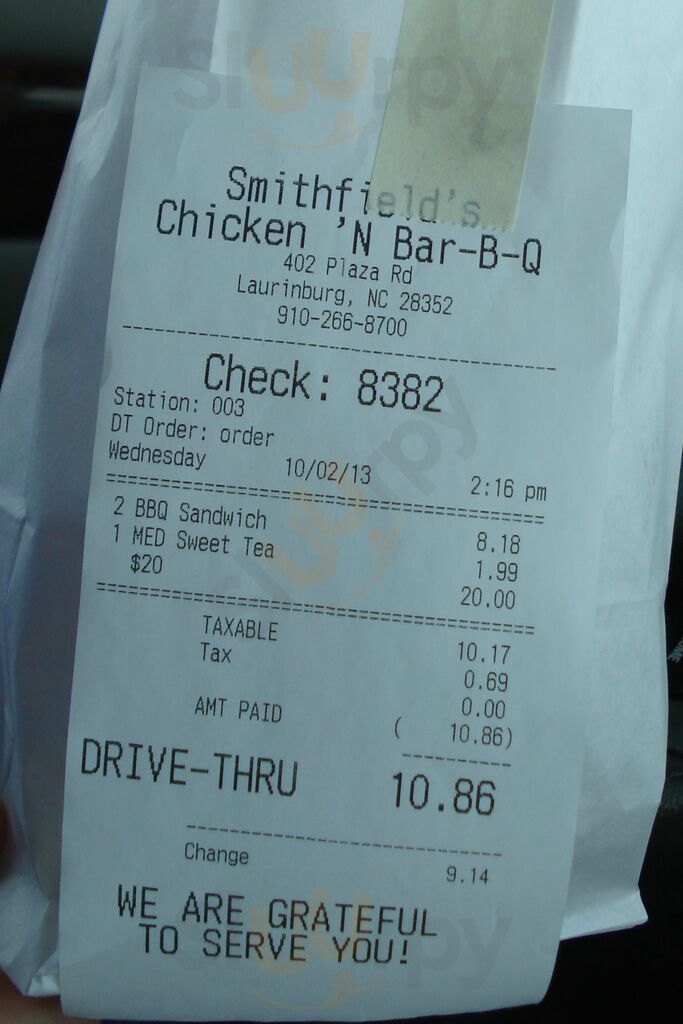 Sluurpy
Smithfield's
Chicken 'N Bar-B-Q
402 Plaza Rd
Laurinburg, NC 28352
910-266-8700
Check: 8382
Station: 003
DT Order: order
Wednesday 10/02/13 2:16 pm
2 BBQ Sandwich 8.18
1 MED Sweet Tea 1.99
$20 20.00
TAXABLE 10.17
Tax 0.69
0.00
AMT PAID ( 10.86)
DRIVE-THRU 10.86
Change 9.14
WE ARE GRATEFUL
TO SERVE YOU!
Sluurpy
Sluurpy